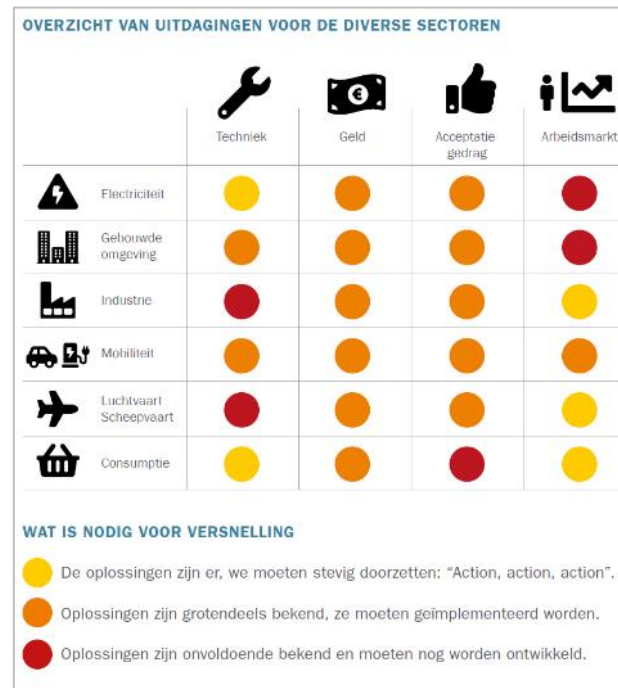 OVERZICHT VAN UITDAGINGEN VOOR DE DIVERSE SECTOREN
Techniek
Geld
Acceptatie
gedrag
Arbeidsmarkt
Electriciteit
Gebouwde
omgeving
Industrie
Mobiliteit
Luchtvaart
Scheepvaart
Consumptie
WAT IS NODIG VOOR VERSNELLING
De oplossingen zijn er, we moeten stevig doorzetten: “Action, action, action”.
Oplossingen zijn grotendeels bekend, ze moeten geïmplementeerd worden.
Oplossingen zijn onvoldoende bekend en moeten nog worden ontwikkeld.